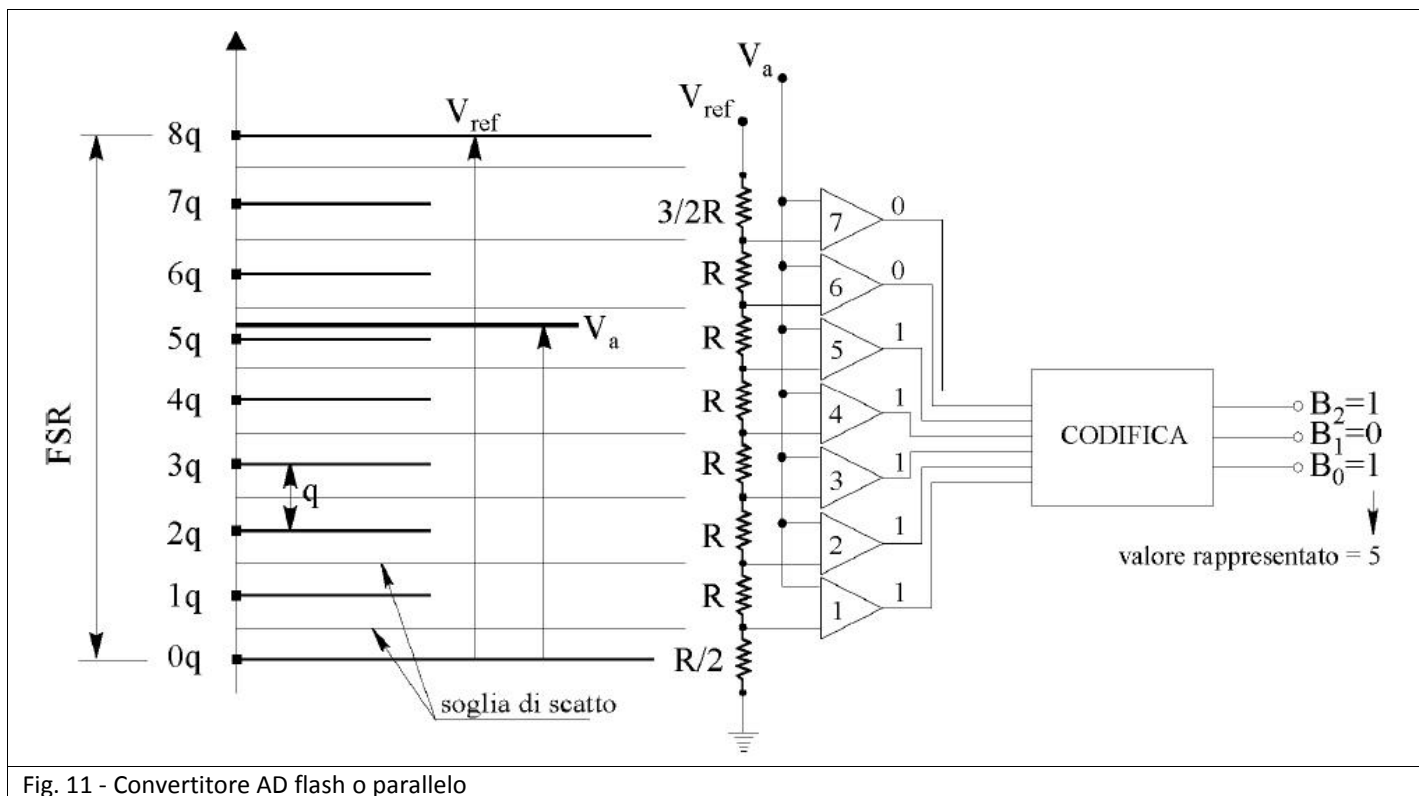 V_ref
8q
7q
6q
5q
4q
3q
2q
1q
0q
FSR
q
V_a
soglia di scatto
V_a
V_ref
3/2R
R
R
R
R
R
R
R/2
7
0
6
0
5
1
4
1
3
1
2
1
1
1
CODIFICA
B_2=1
B_1=0
B_0=1
valore rappresentato = 5
Fig. 11 - Convertitore AD flash o parallelo